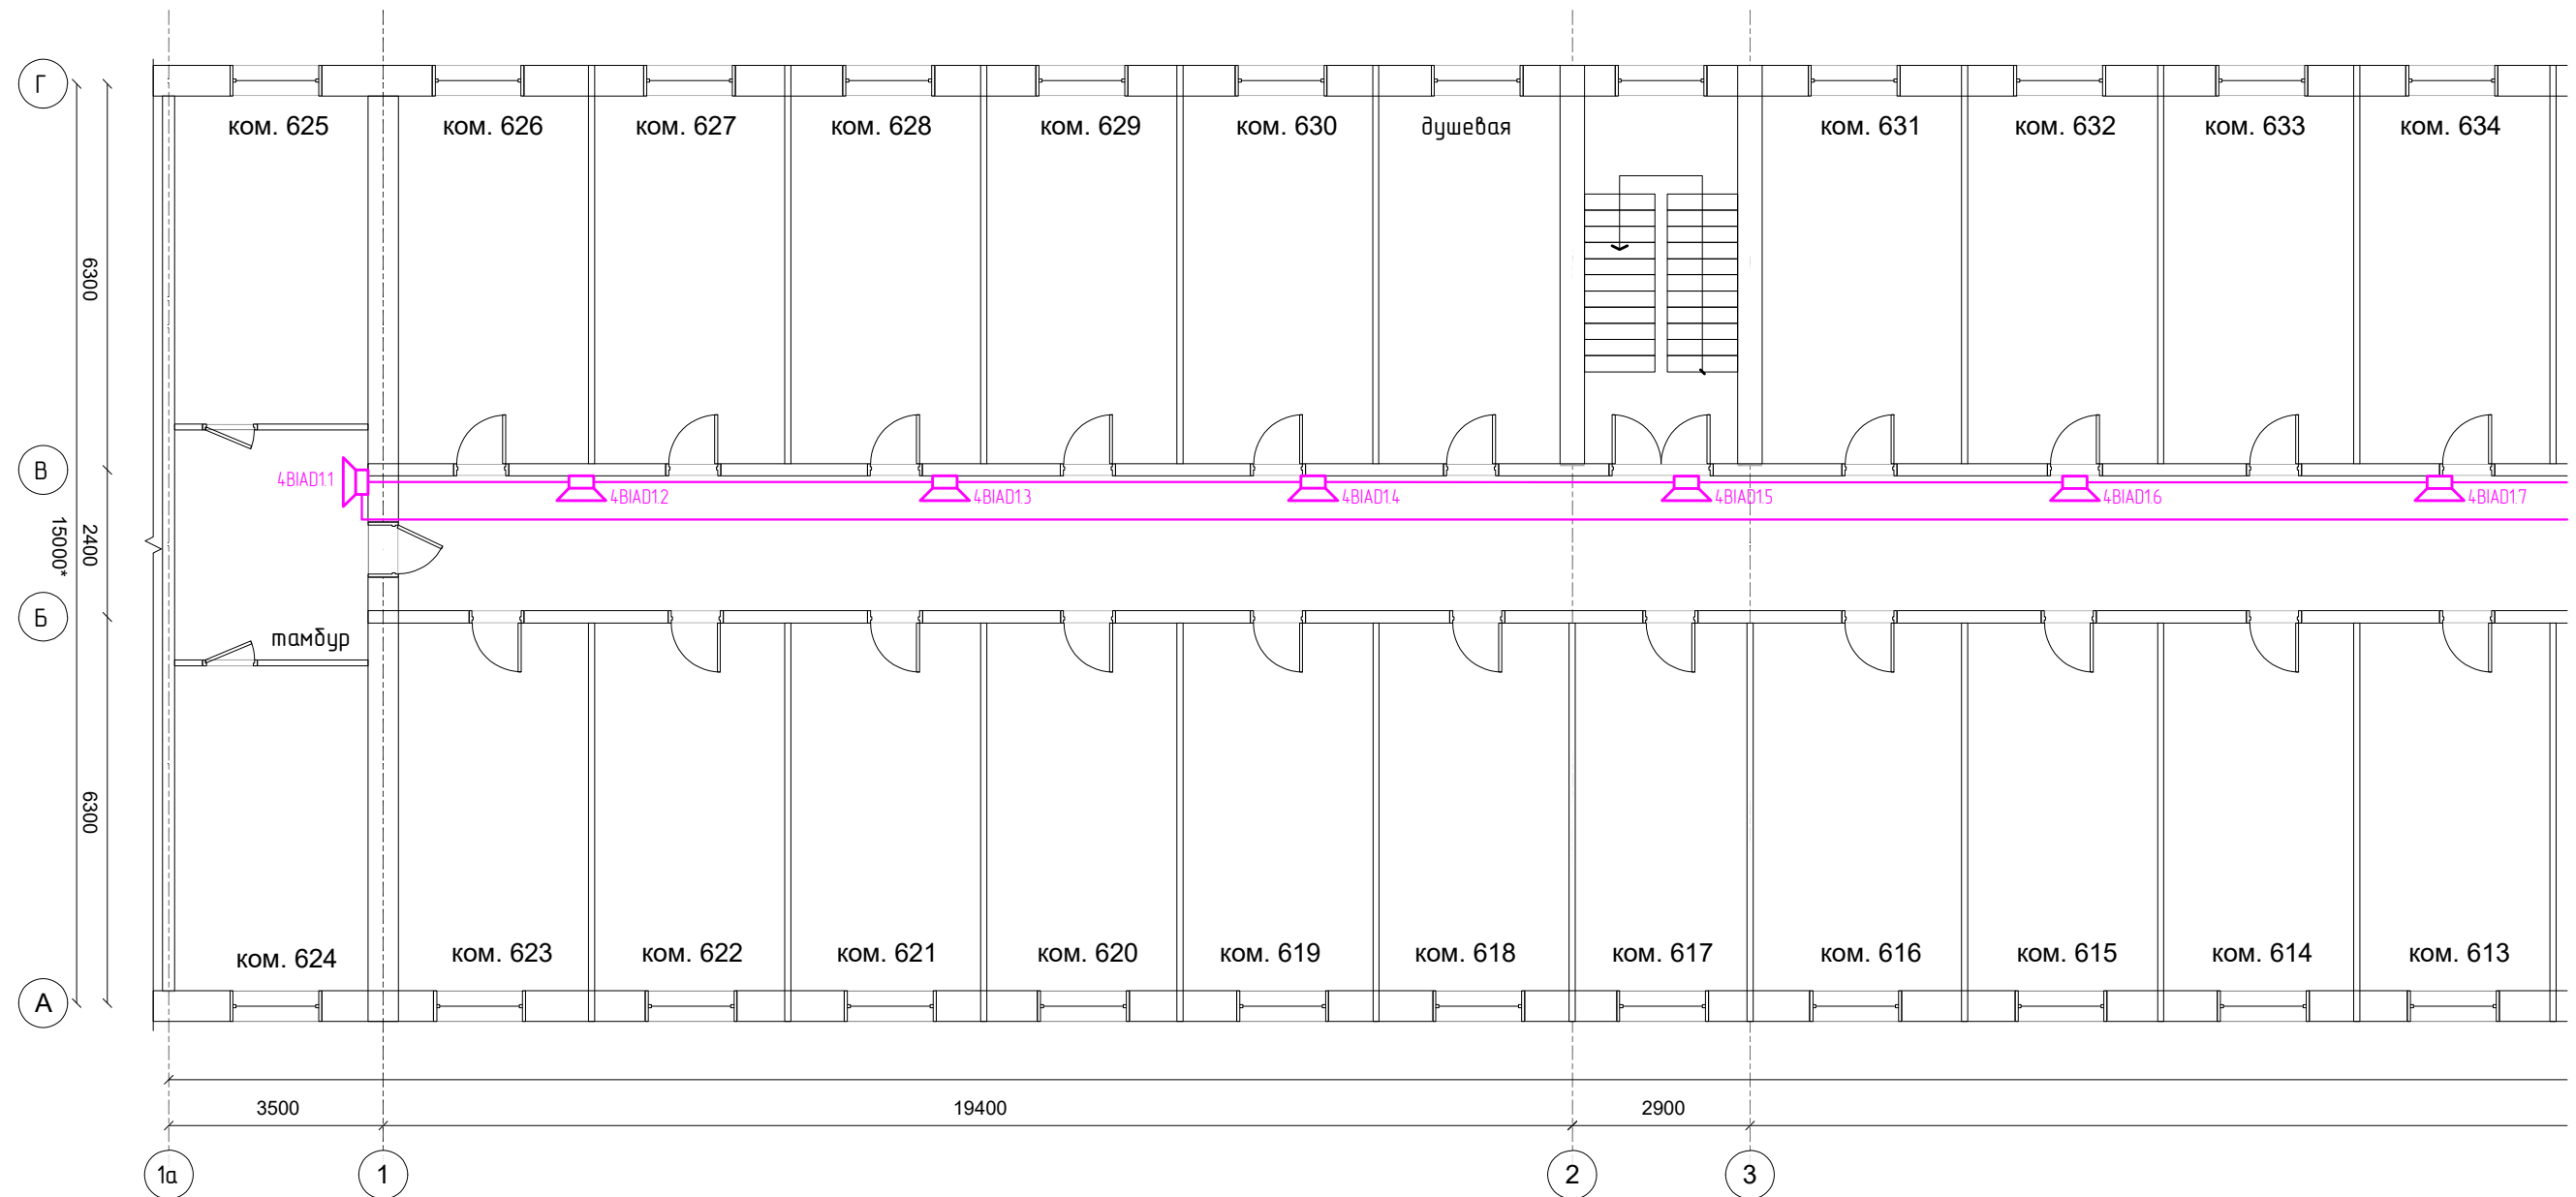 Г
ком. 625
ком. 626
ком. 627
ком. 628
ком. 629
ком. 630
душевая
ком. 631
ком. 632
ком. 633
ком. 634
6300
В
4BIAD1.1
4BIAD1.2
4BIAD1.3
4BIAD1.4
4BIAD1.5
4BIAD1.6
4BIAD1.7
2400
15000*
Б
тамбур
6300
ком. 624
ком. 623
ком. 622
ком. 621
ком. 620
ком. 619
ком. 618
ком. 617
ком. 616
ком. 615
ком. 614
ком. 613
А
3500
19400
2900
1а
1
2
3